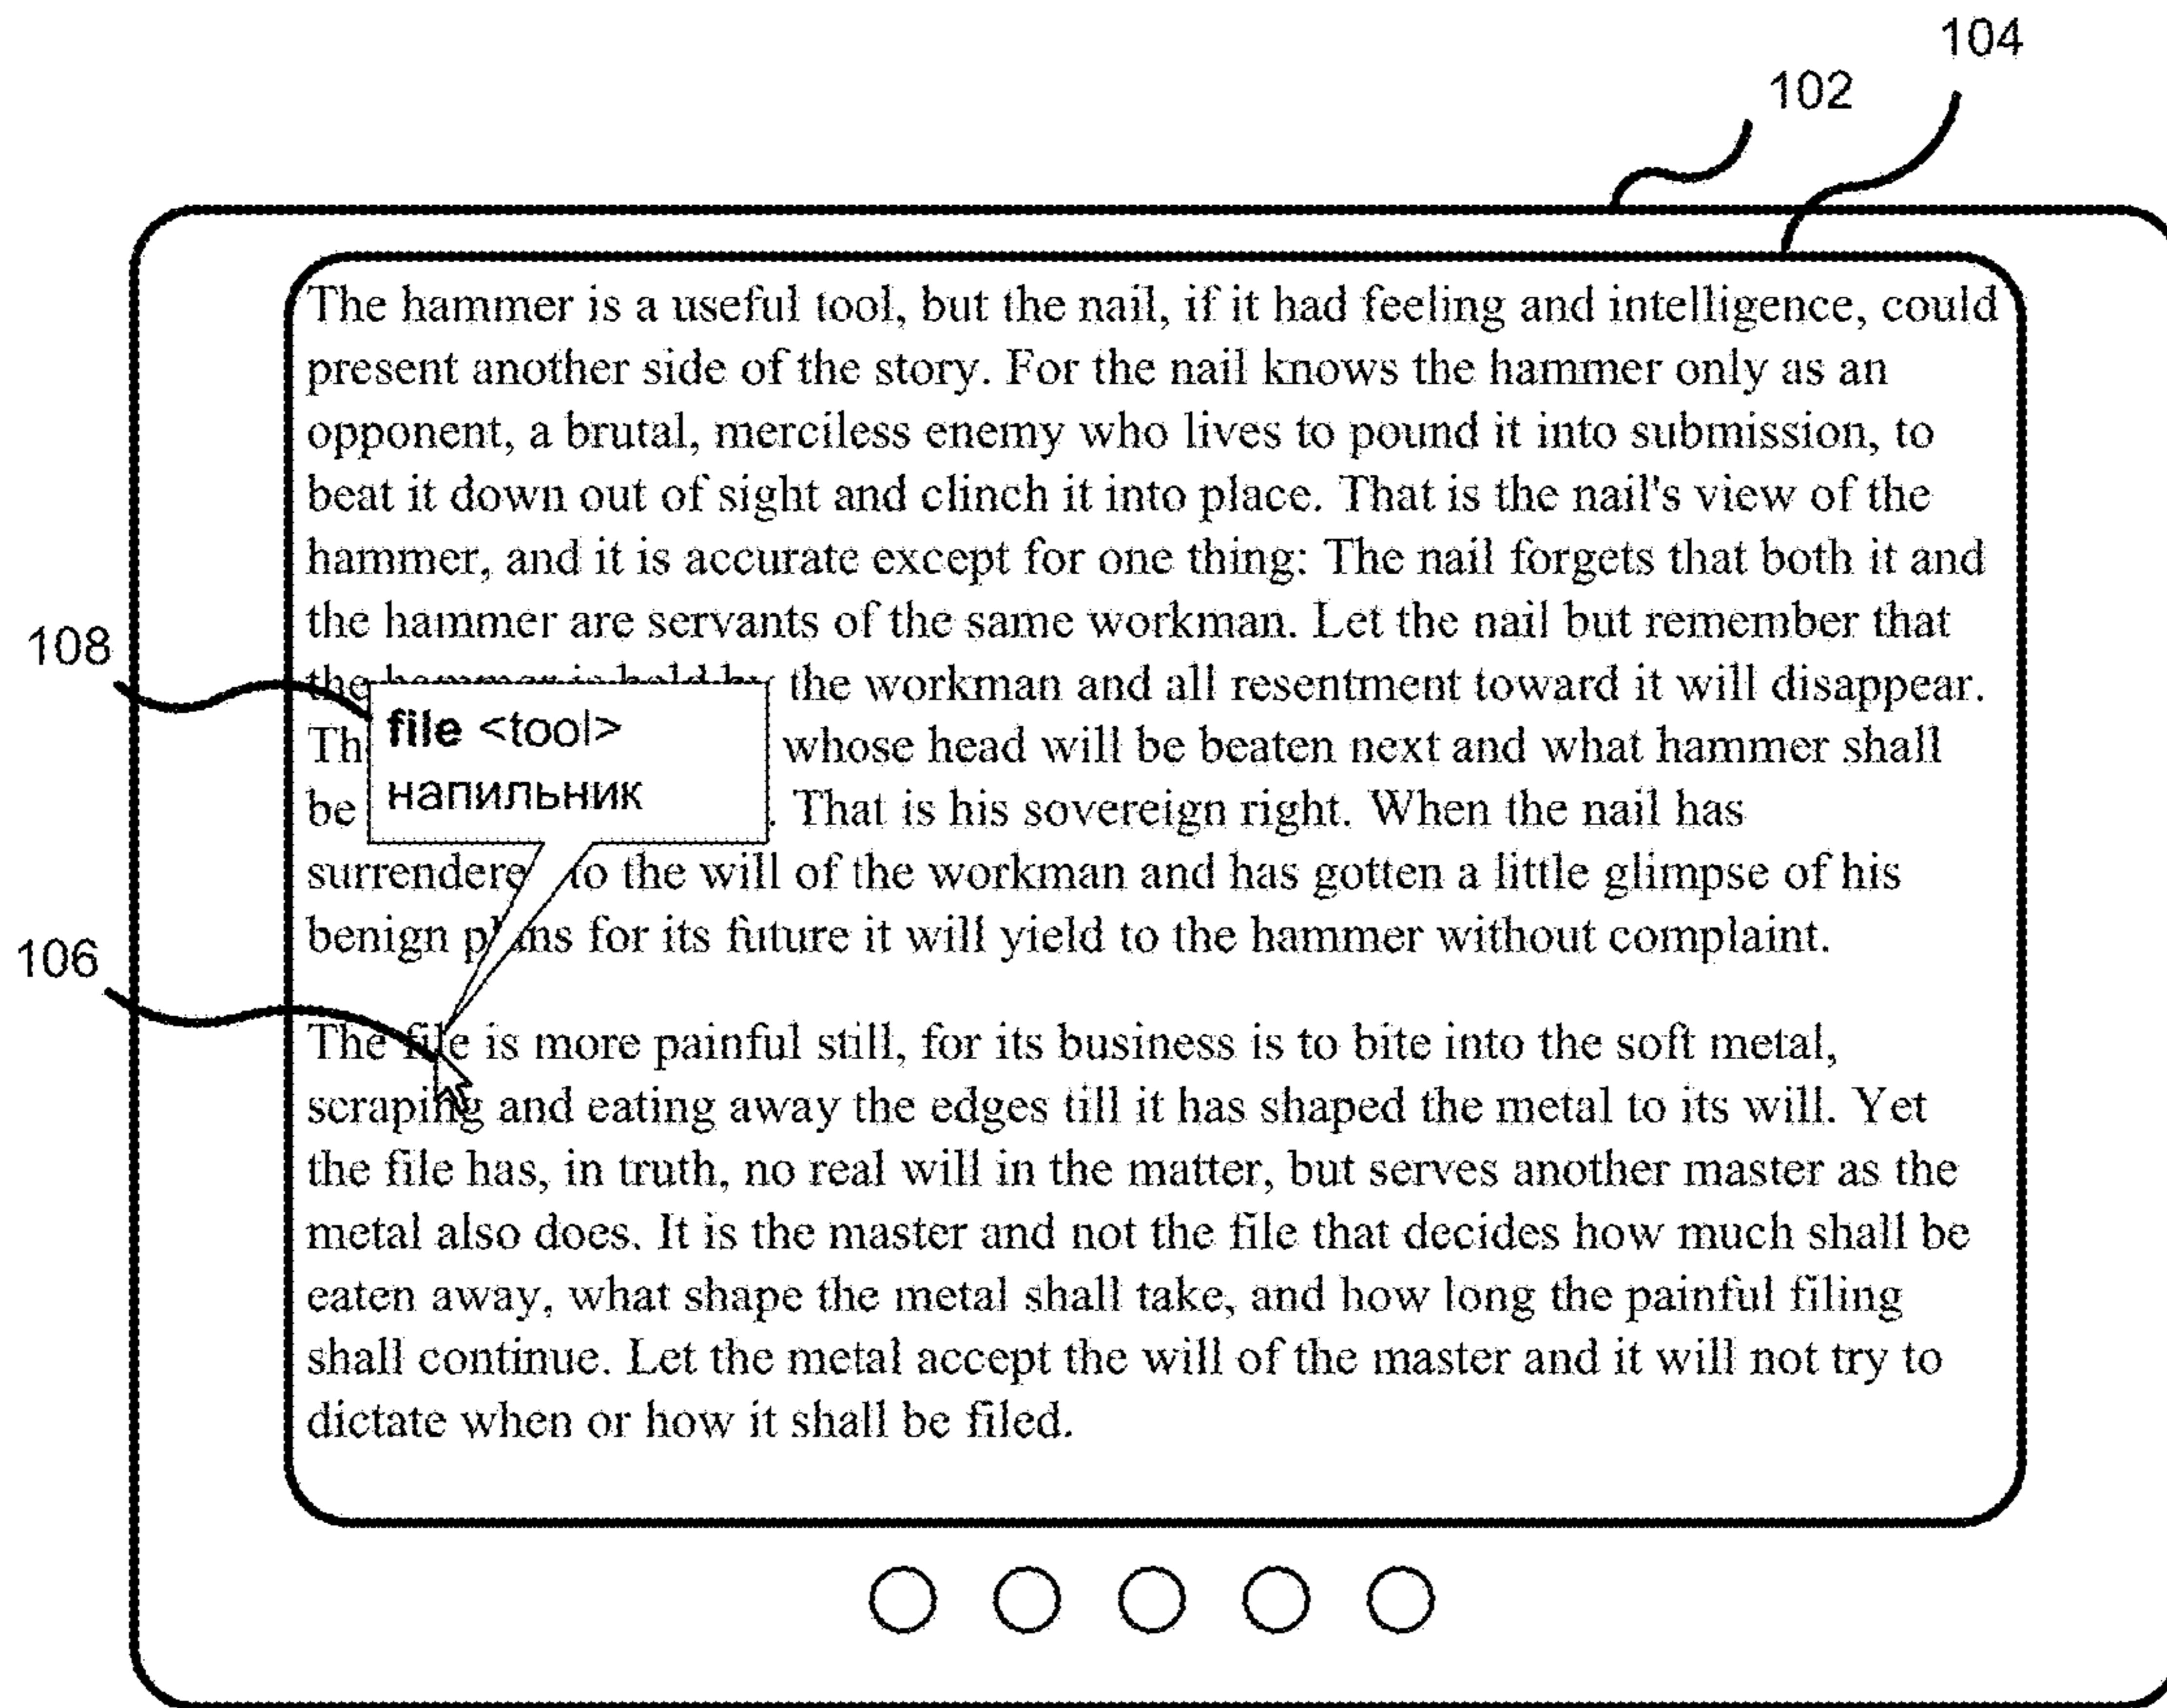 104
102
The hammer is a useful tool, but the nail, if it had feeling and intelligence, could
present another side of the story. For the nail knows the hammer only as an
opponent, a brutal, merciless enemy who lives to pound it into submission, to
beat it down out of sight and clinch it into place. That is the nail's view of the
hammer, and it is accurate except for one thing: The nail forgets that both it and
the hammer are servants of the same workman. Let the nail but remember that
108
the hammer is held by the workman and all resentment toward it will disappear.
file <tool>
напильник
Th whose head will be beaten next and what hammer shall
be . That is his sovereign right. When the nail has
surrendere to the will of the workman and has gotten a little glimpse of his
benign plans for its future it will yield to the hammer without complaint.
106
The file is more painful still, for its business is to bite into the soft metal,
scraping and eating away the edges till it has shaped the metal to its will. Yet
the file has, in truth, no real will in the matter, but serves another master as the
metal also does. It is the master and not the file that decides how much shall be
eaten away, what shape the metal shall take, and how long the painful filing
shall continue. Let the metal accept the will of the master and it will not try to
dictate when or how it shall be filed.